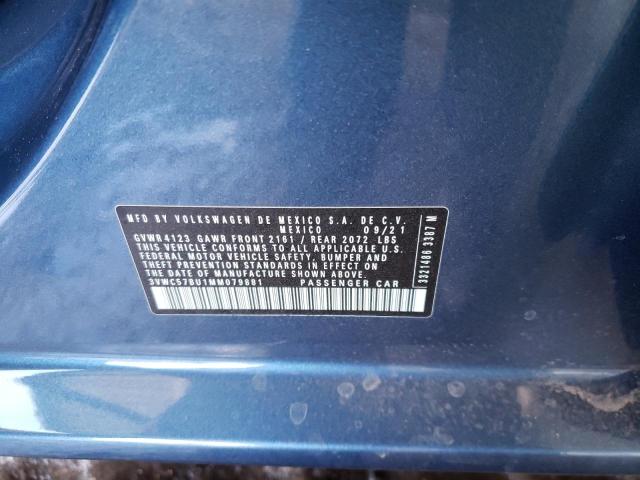 MFD BY VOLKSWAGEN DE MEXICO S.A. DE C.V.
MEXICO 09/21
GVWR 4123 GAWR FRONT 2161 / REAR 2072 LBS
THIS VEHICLE CONFORMS TO ALL APPLICABLE U.S.
FEDERAL MOTOR VEHICLE SAFETY, BUMPER AND
THEFT PREVENTION STANDARDS IN EFFECT ON
THE DATE OF MANUFACTURE SHOWN ABOVE.
3VWC57BU1MM079881 PASSENGER CAR
3321486 3387 M